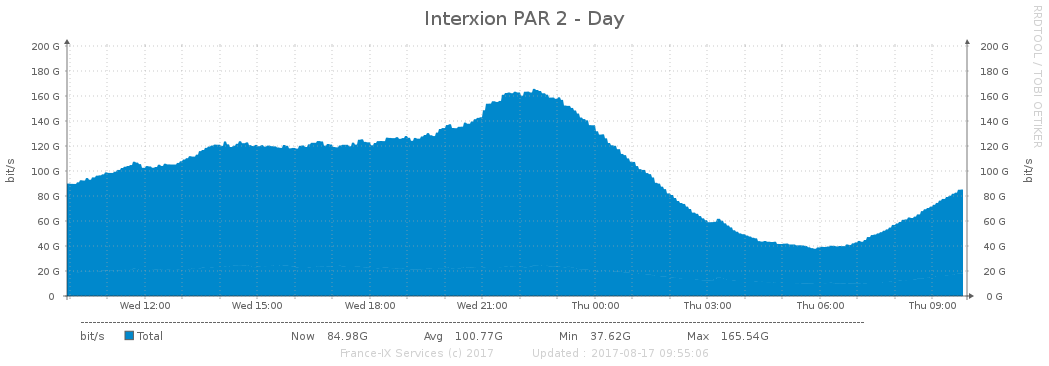 Interxion PAR 2 - Day
RRDTOOL / TOBI OETIKER
200 G 200 G
180 G 180 G
160 G 160 G
140 G 140 G
120 G 120 G
100 G 100 G
80 G 80 G
60 G 60 G
40 G 40 G
20 G 20 G
0 0 G
bit/s bit/s
Wed 12:00 Wed 15:00 Wed 18:00 Wed 21:00 Thu 00:00 Thu 03:00 Thu 06:00 Thu 09:00
bit/s Total Now 84.98G Avg 100.77G Min 37.62G Max 165.54G
France-IX Services (c) 2017 Updated : 2017-08-17 09:55:06